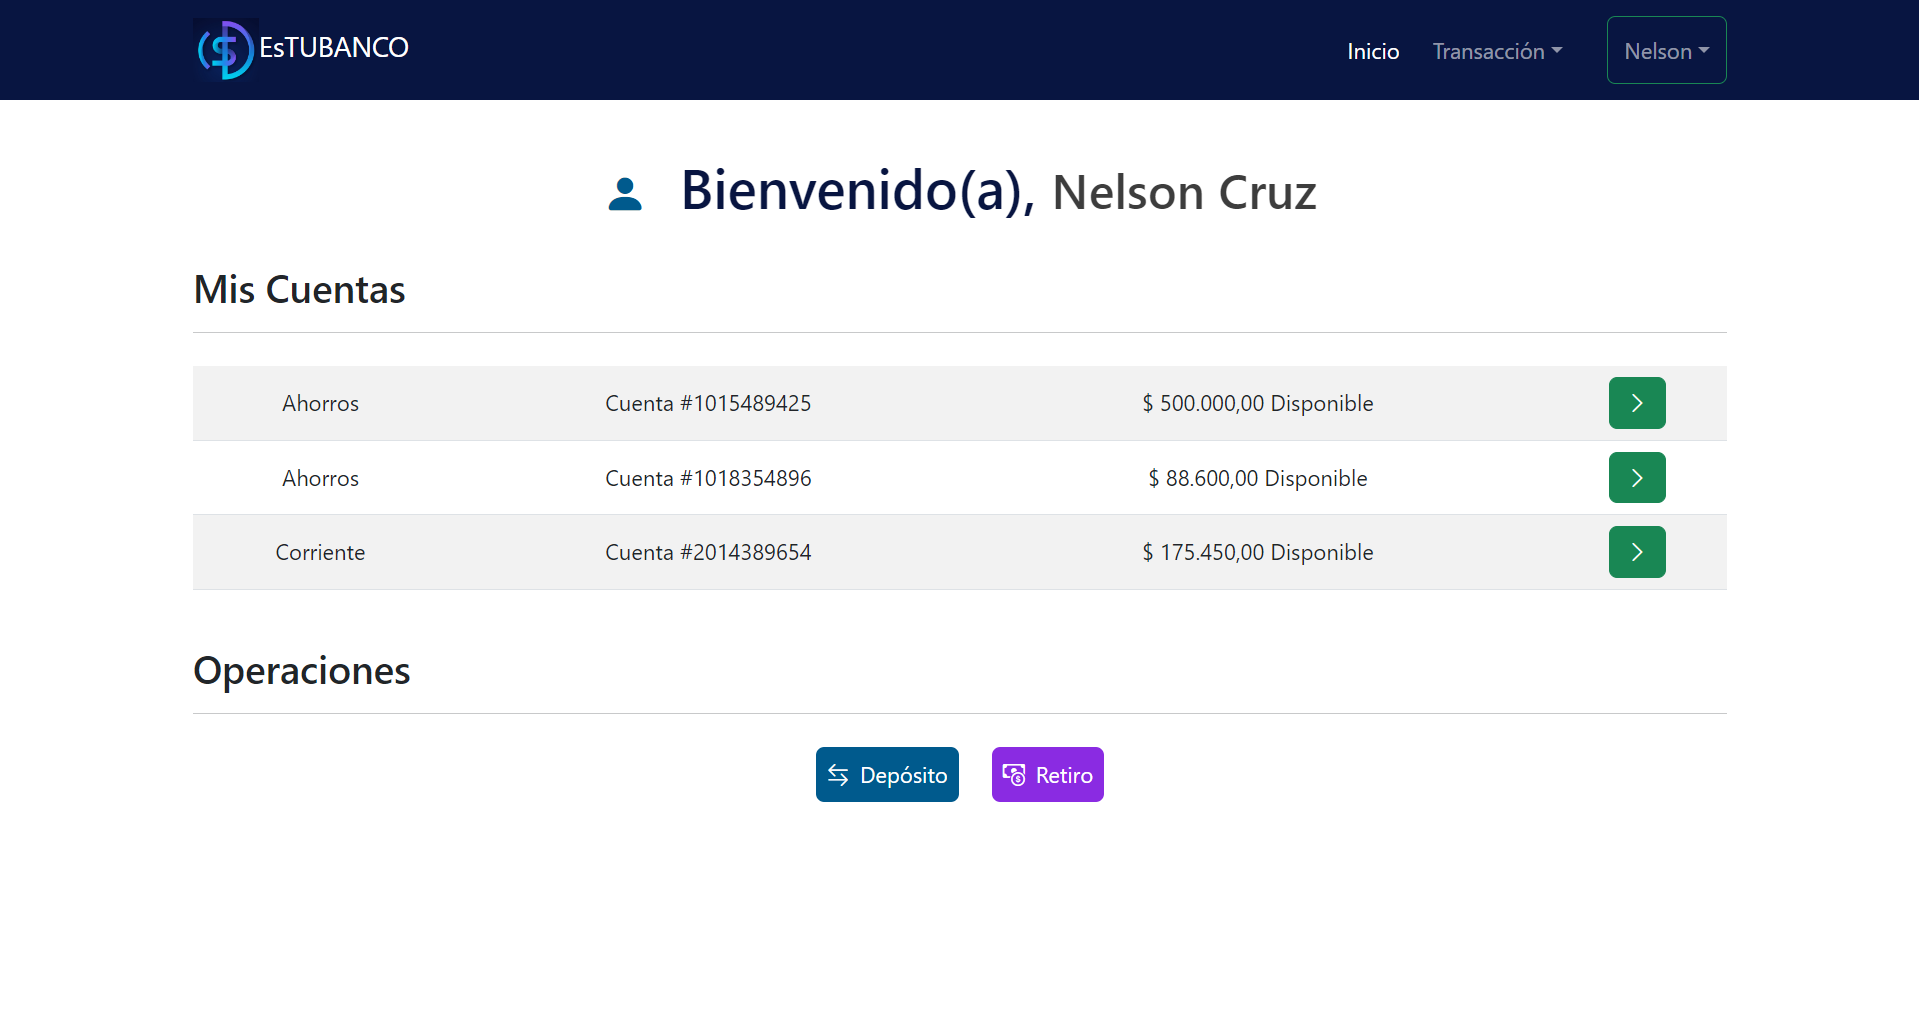 EsTUBANCO
Inicio Transacción Nelson
Bienvenido(a), Nelson Cruz
Mis Cuentas
Ahorros Cuenta #1015489425 $ 500.000,00 Disponible
Ahorros Cuenta #1018354896 $ 88.600,00 Disponible
Corriente Cuenta #2014389654 $ 175.450,00 Disponible
Operaciones
Depósito Retiro